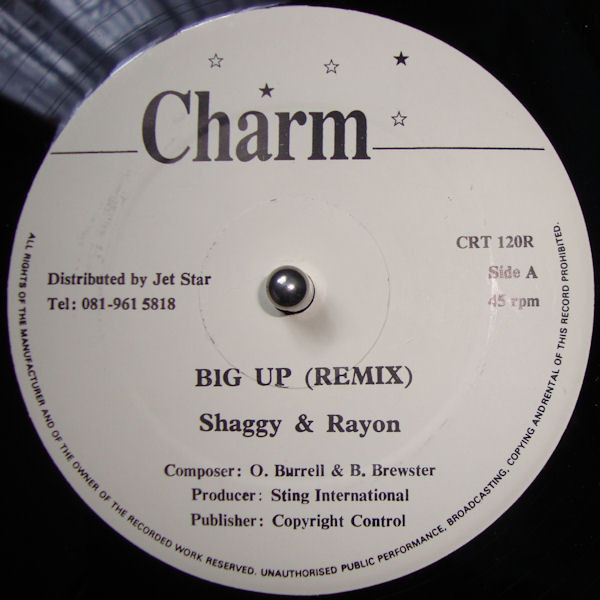 Charm
CRT 120R
Side A
45 rpm
Distributed by Jet Star
Tel: 081-961 5818
B1G UP (REMIX)
Shaggy & Rayon
Composer: O. Burrell & B. Brewster
Producer: Sting International
Publisher: Copyright Control
ALL RIGHTS OF THE MANUFACTURER AND OF THE OWNER OF THE RECORDED WORK RESERVED. UNAUTHORISED PUBLIC PERFORMANCE, BROADCASTING, COPYING ANDRENTAL OF THIS RECORD PROHIBITED.